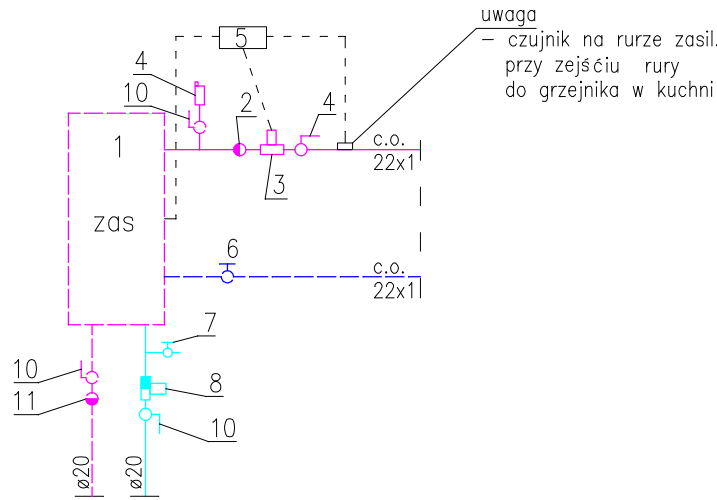 uwaga
– czujnik na rurze zasil.
przy zejśćiu rury
do grzejnika w kuchni
5
4
10
2
4
1
c.o.
22x1
3
zas
6
c.o.
22x1
7
10
8
11
10
ø20
ø20